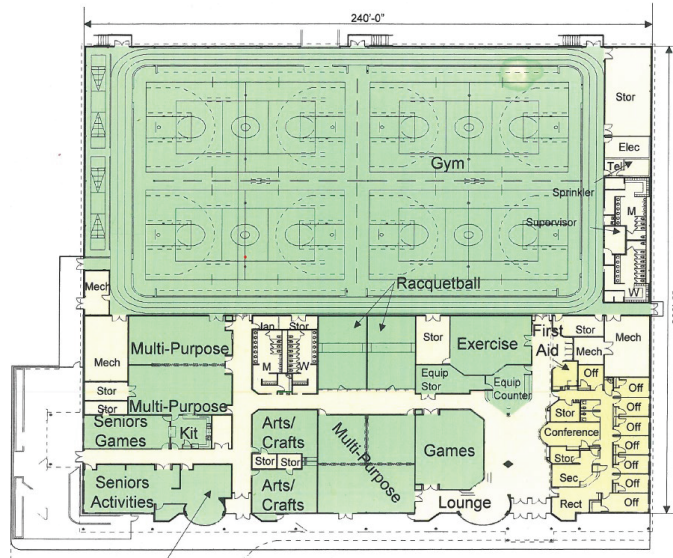 240'-0"
Stor
Elec
Tell
Gym
Sprinkler
M
Supervisor
Racquetball
W
Mech
Jan
Stor
First
Aid
Stor
Mech
Multi-Purpose
Stor
Exercise
Mech
Mech
M
W
Off
Equip
Stor
Equip
Counter
Off
Stor
Multi-Purpose
Stor
Off
Stor
Seniors
Games
Kit
Arts/
Crafts
Multi-Purpose
Games
Conference
Off
Off
Stor
Stor
Stor
Off
Seniors
Activities
Arts/
Crafts
Sec
Off
Lounge
Rect
Off